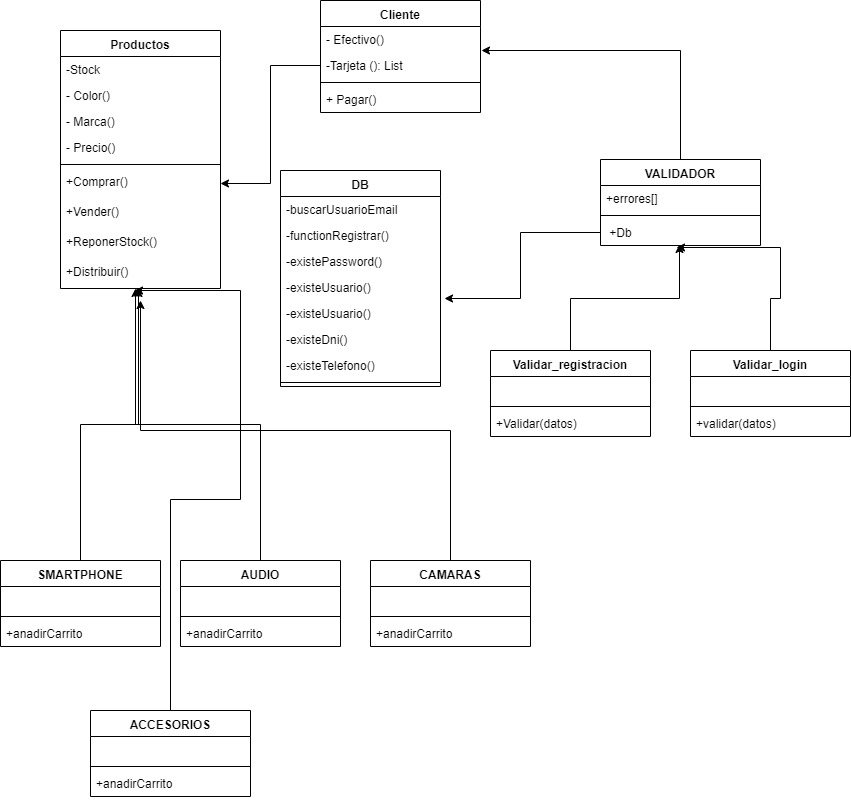 Cliente
- Efectivo()
-Tarjeta (): List
+ Pagar()
Productos
-Stock
- Color()
- Marca()
- Precio()
+Comprar()
+Vender()
+ReponerStock()
+Distribuir()
DB
-buscarUsuarioEmail
-functionRegistrar()
-existePassword()
-existeUsuario()
-existeUsuario()
-existeDni()
-existeTelefono()
VALIDADOR
+errores[]
+Db
Validar_registracion
+Validar(datos)
Validar_login
+validar(datos)
SMARTPHONE
+anadirCarrito
AUDIO
+anadirCarrito
CAMARAS
+anadirCarrito
ACCESORIOS
+anadirCarrito